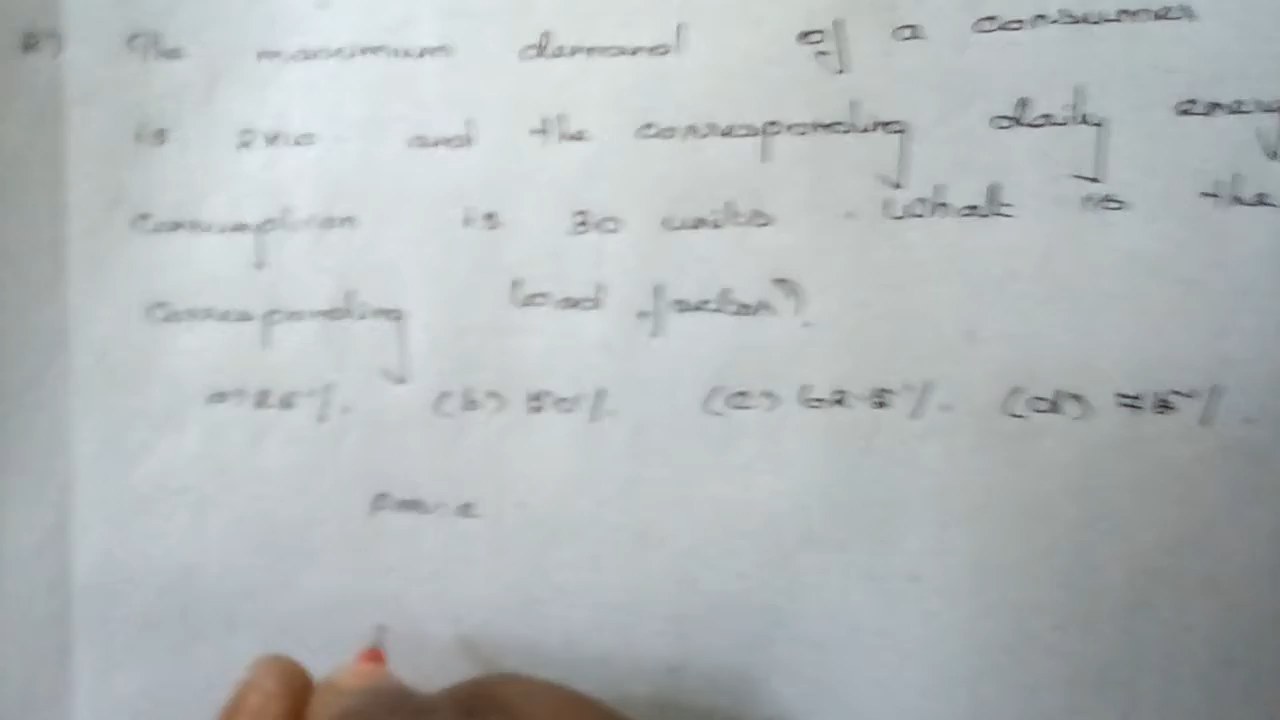 The maximum demand of a consumer
is 2kw and the corresponding daily energy
consumption is 30 units. What is the
corresponding load factor?
a) 25%. (b) 50% (c) 62.5%. (d) 75%.